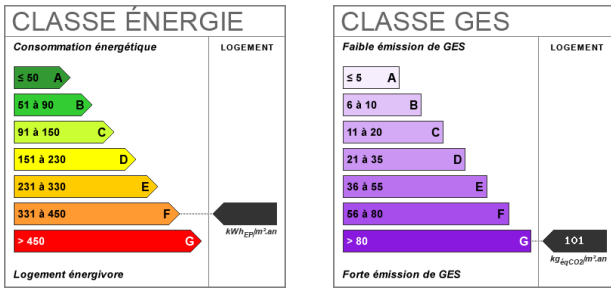 CLASSE ÉNERGIE
Consommation énergétique
LOGEMENT
≤ 50 A
51 à 90 B
91 à 150 C
151 à 230 D
231 à 330 E
331 à 450 F
kWhEP/m².an
> 450 G
Logement énergivore
CLASSE GES
Faible émission de GES
LOGEMENT
≤ 5 A
6 à 10 B
11 à 20 C
21 à 35 D
36 à 55 E
56 à 80 F
> 80 G
101
kgéqCO2/m².an
Forte émission de GES